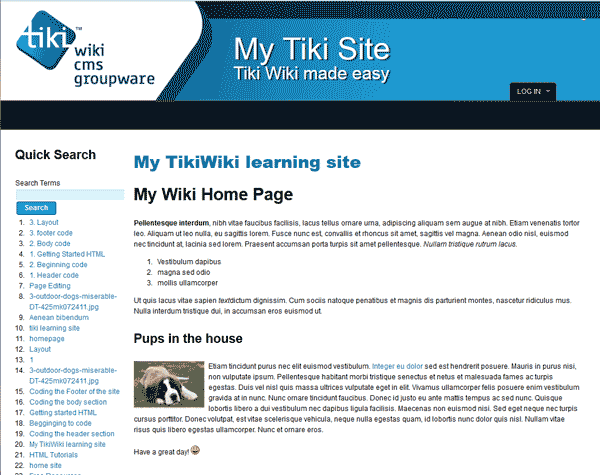 tiki™
wiki
cms
groupware
My Tiki Site
Tiki Wiki made easy
LOG IN
Quick Search
Search Terms
Search
1. 3. Layout
2. 3. footer code
3. 2. Body code
4. 1. Getting Started HTML
5. 2. Beginning code
6. 1. Header code
7. Page Editing
8. 3-outdoor-dogs-miserable-
DT-425mk072411.jpg
9. Aenean bibendum
10. tiki learning site
11. homepage
12. Layout
13. 1
14. 3-outdoor-dogs-miserable-
DT-425mk072411.jpg
15. Coding the Footer of the site
16. Coding the body section
17. Getting started HTML
18. Begginging to code
19. Coding the header section
20. My TikiWiki learning site
21. HTML Tutorials
22. home site
My TikiWiki learning site
My Wiki Home Page
Pellentesque interdum, nibh vitae faucibus facilisis, lacus tellus ornare urna, adipiscing aliquam sem augue at nibh. Etiam venenatis tortor
leo. Aliquam ut leo nulla, eu sagittis lorem. Fusce nunc est, convallis et rhoncus sit amet, sagittis vel magna. Aenean odio nisl, euismod
nec tincidunt at, lacinia sed lorem. Praesent accumsan porta turpis sit amet pellentesque. Nullam tristique rutrum lacus.
1. Vestibulum dapibus
2. magna sed odio
3. mollis ullamcorper
Ut quis lacus vitae sapien textdictum dignissim. Cum sociis natoque penatibus et magnis dis parturient montes, nascetur ridiculus mus.
Nulla interdum tristique dui, in accumsan eros euismod ut.
Pups in the house
Etiam tincidunt purus nec elit euismod vestibulum. Integer eu dolor sed est hendrerit posuere. Mauris in purus nisi,
non vulputate ipsum. Pellentesque habitant morbi tristique senectus et netus et malesuada fames ac turpis
egestas. Duis vel nisl quis massa ultrices vulputate eget in elit. Vivamus ullamcorper felis posuere enim vestibulum
gravida at in nunc. Nunc ornare tincidunt faucibus. Donec id justo eu ante mattis tempus ac sed nunc. Quisque
lobortis libero a dui vestibulum nec dapibus ligula facilisis. Maecenas non euismod nisi. Sed eget neque nec turpis
cursus porttitor. Donec volutpat, est vitae scelerisque vehicula, neque nulla egestas quam, id lobortis nunc dolor quis nisl. Nullam vitae
risus quis libero egestas ullamcorper. Nunc et ornare eros.
Have a great day!